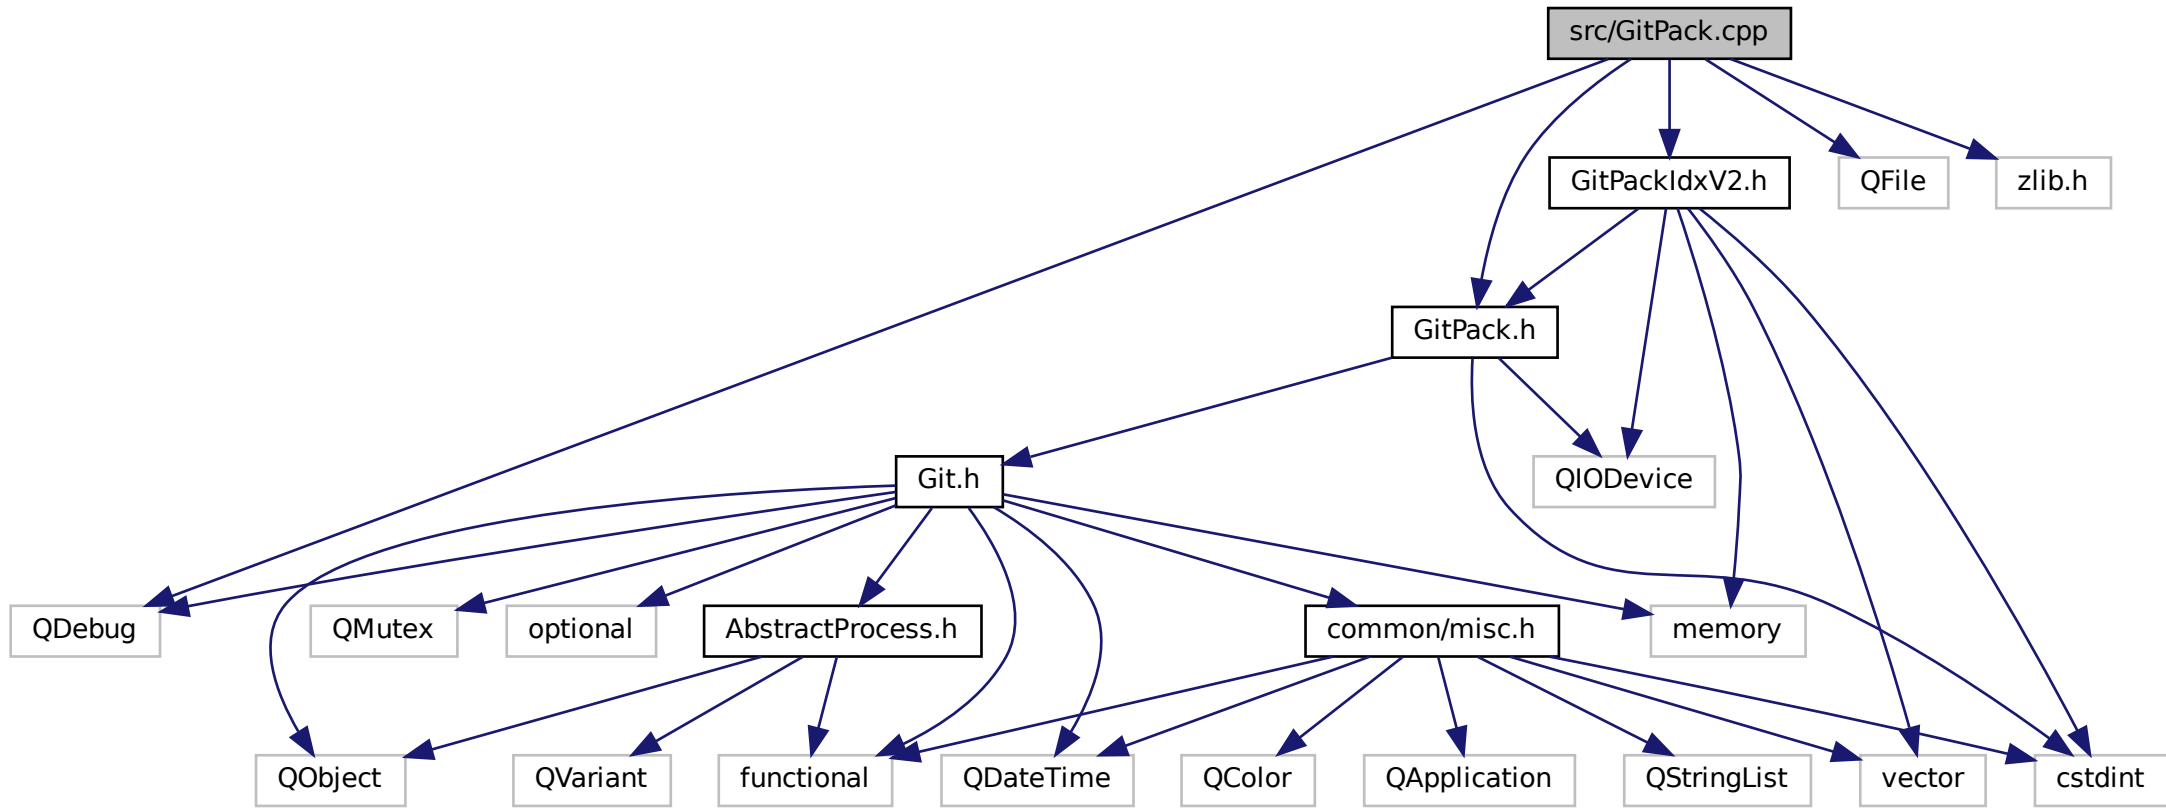 src/GitPack.cpp
GitPackIdxV2.h
QFile
zlib.h
GitPack.h
Git.h
QIODevice
QDebug
QMutex
optional
AbstractProcess.h
common/misc.h
memory
QObject
QVariant
functional
QDateTime
QColor
QApplication
QStringList
vector
cstdint